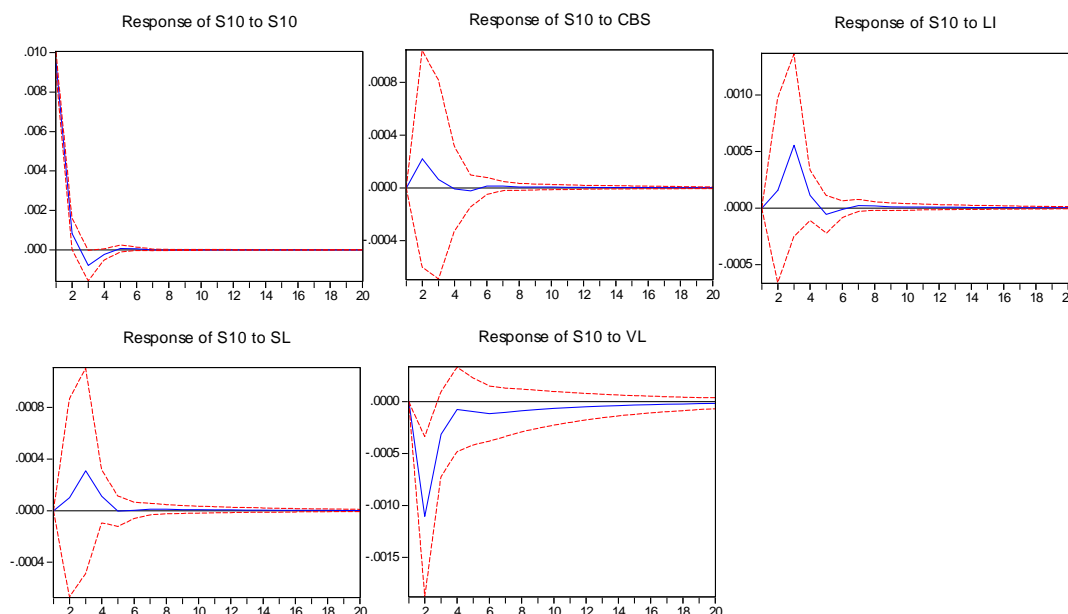 Response of S10 to S10
.010
.008
.006
.004
.002
.000
2 4 6 8 10 12 14 16 18 20
Response of S10 to CBS
.0008
.0004
.0000
-.0004
2 4 6 8 10 12 14 16 18 20
Response of S10 to LI
.0010
.0005
.0000
-.0005
2 4 6 8 10 12 14 16 18
Response of S10 to SL
.0008
.0004
.0000
-.0004
2 4 6 8 10 12 14 16 18 20
Response of S10 to VL
.0000
-.0005
-.0010
-.0015
2 4 6 8 10 12 14 16 18 20